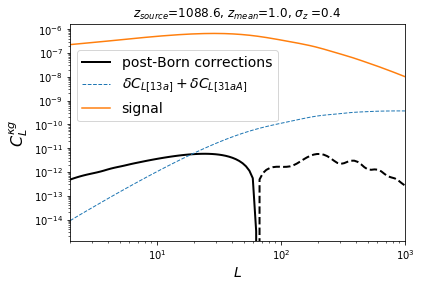 z_source=1088.6, z_mean=1.0, σ_z =0.4
10^-6
10^-7
10^-8
10^-9
10^-10
10^-11
10^-12
10^-13
10^-14
C_L^κg
post-Born corrections
δC_L[13a] + δC_L[31aA]
signal
10^1
10^2
10^3
L